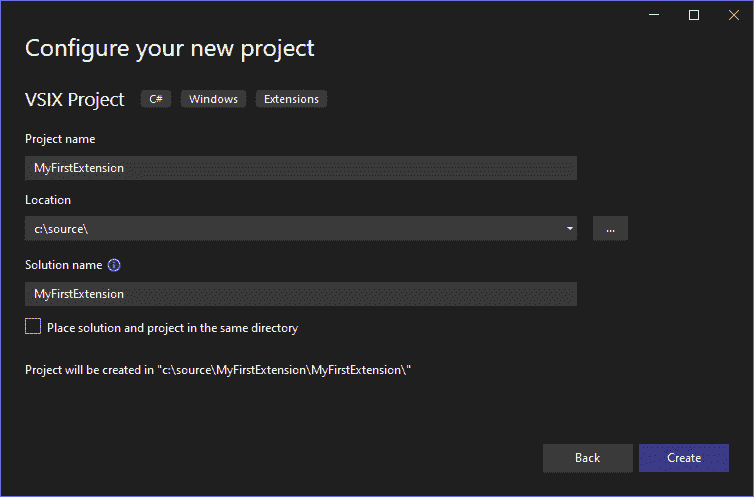 Configure your new project
VSIX Project C# Windows Extensions
Project name
MyFirstExtension
Location
c:\source\
...
Solution name
MyFirstExtension
Place solution and project in the same directory
Project will be created in "c:\source\MyFirstExtension\MyFirstExtension\"
Back Create